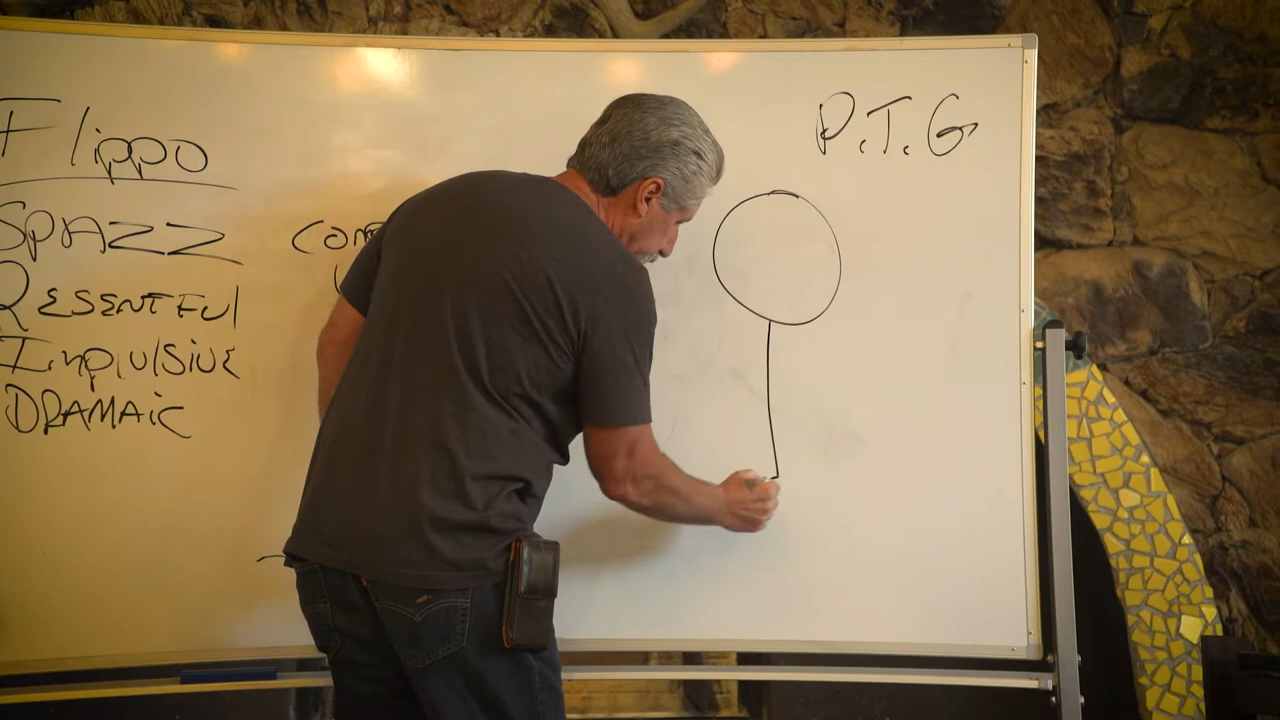 Flippo
SPAZZ
RESENTFUl
Impulsive
DRAMAiC
P.T.G